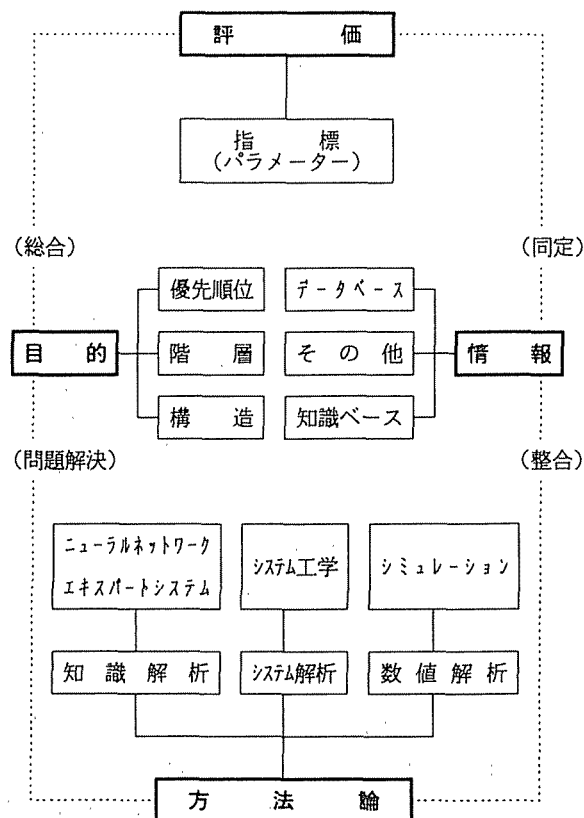 評価
指標
(パラメーター)
(総合)
(同定)
優先順位
データベース
目的
階層
その他
情報
構造
知識ベース
(問題解決)
(整合)
ニューラルネットワーク
エキスパートシステム
システム工学
シミュレーション
知識解析
システム解析
数値解析
方法論